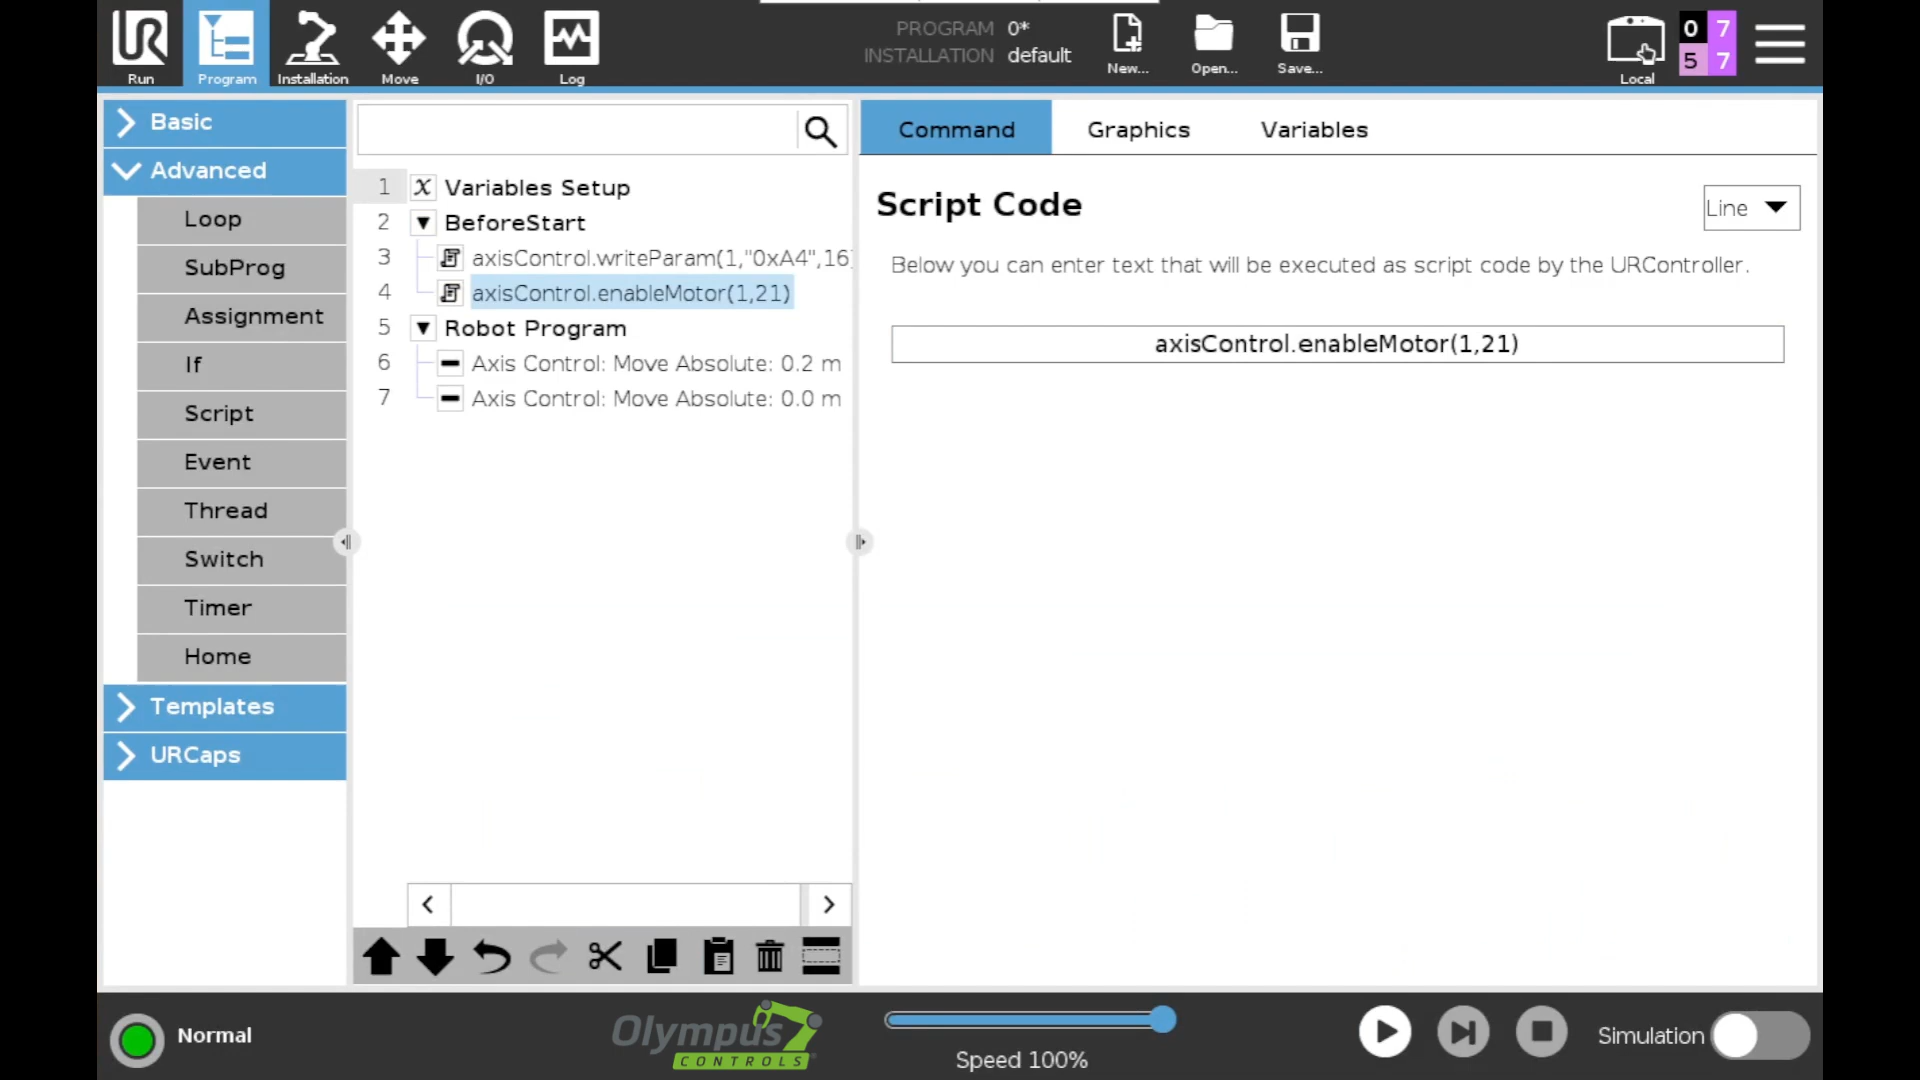 PROGRAM 0*
INSTALLATION default
Run
Program
Installation
Move
I/O
Log
New...
Open...
Save...
Local
0 7
5 7
Basic
Advanced
Loop
SubProg
Assignment
If
Script
Event
Thread
Switch
Timer
Home
Templates
URCaps
1 X Variables Setup
2 BeforeStart
3 axisControl.writeParam(1,"0xA4",16
4 axisControl.enableMotor(1,21)
5 Robot Program
6 Axis Control: Move Absolute: 0.2 m
7 Axis Control: Move Absolute: 0.0 m
Command
Graphics
Variables
Script Code
Line
Below you can enter text that will be executed as script code by the URController.
axisControl.enableMotor(1,21)
Normal
Olympus
CONTROLS
Speed 100%
Simulation